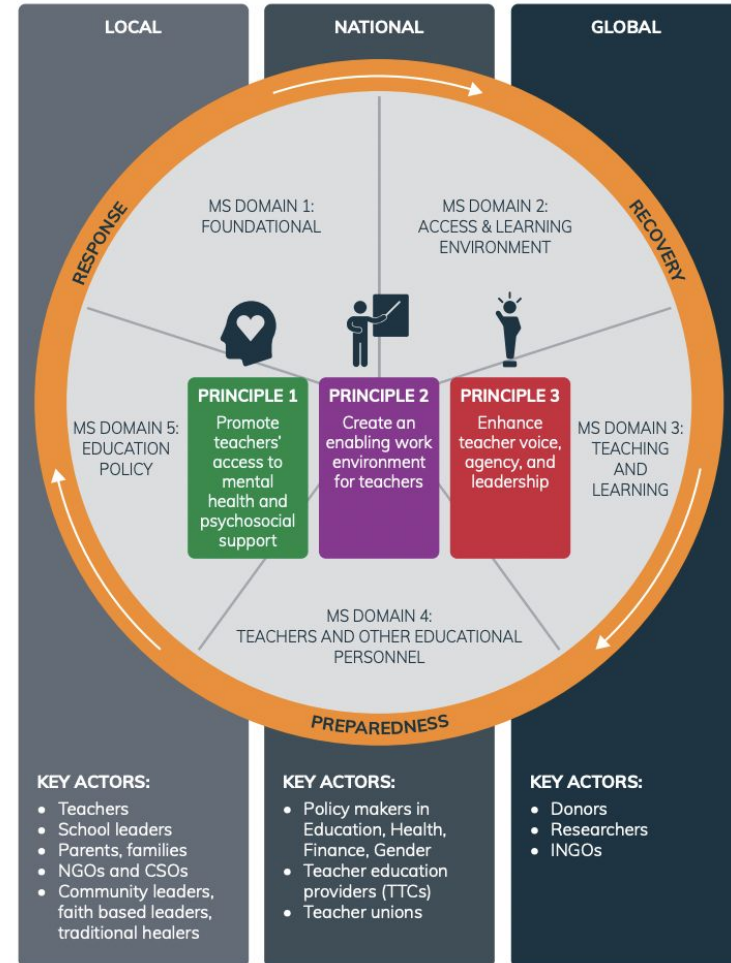 LOCAL
NATIONAL
GLOBAL
RESPONSE
RECOVERY
MS DOMAIN 1:
FOUNDATIONAL
MS DOMAIN 2:
ACCESS & LEARNING
ENVIRONMENT
MS DOMAIN 5:
EDUCATION
POLICY
PRINCIPLE 1
Promote
teachers’
access to
mental
health and
psychosocial
support
PRINCIPLE 2
Create an
enabling work
environment
for teachers
PRINCIPLE 3
Enhance
teacher voice,
agency, and
leadership
MS DOMAIN 3:
TEACHING
AND
LEARNING
MS DOMAIN 4:
TEACHERS AND OTHER EDUCATIONAL
PERSONNEL
PREPAREDNESS
KEY ACTORS:
• Teachers
• School leaders
• Parents, families
• NGOs and CSOs
• Community leaders,
faith based leaders,
traditional healers
KEY ACTORS:
• Policy makers in
Education, Health,
Finance, Gender
• Teacher education
providers (TTCs)
• Teacher unions
KEY ACTORS:
• Donors
• Researchers
• INGOs